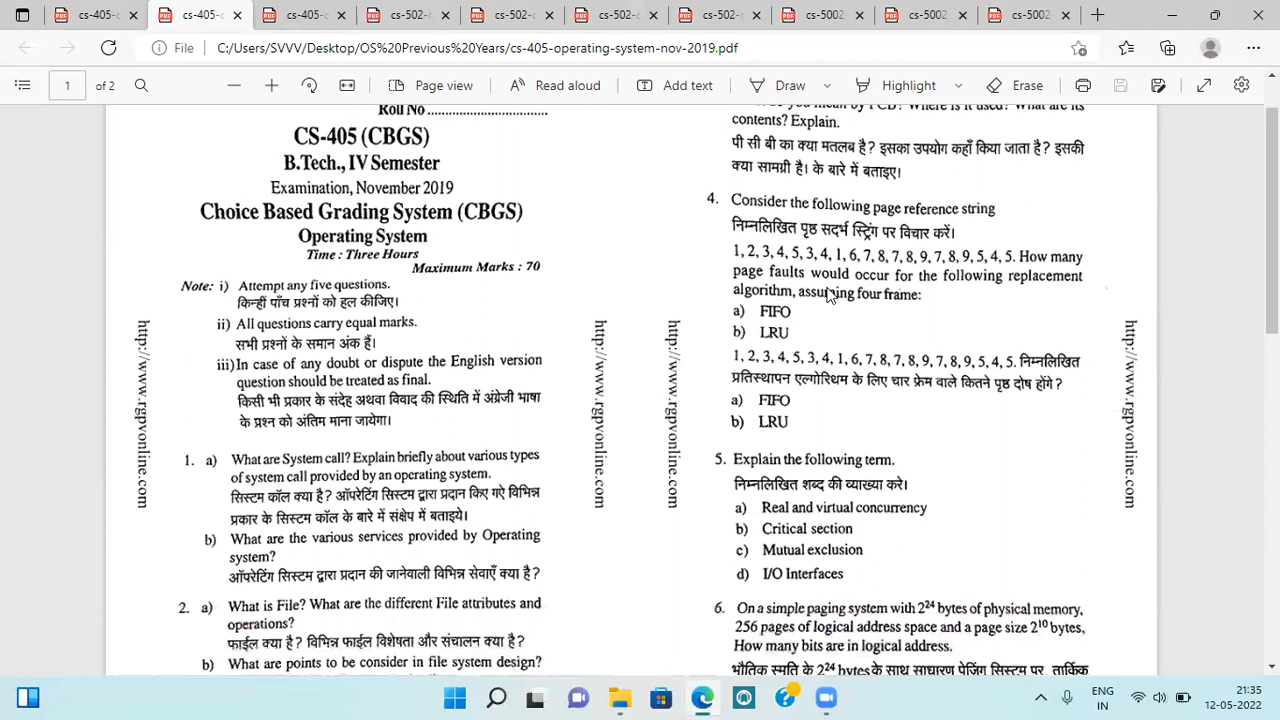 cs-405-
cs-405-
cs-405-
cs-502-
cs-502-
cs-502-
cs-502-
cs-5002
cs-5002
cs-5002
File
C:/Users/SVVV/Desktop/OS%20Previous%20Years/cs-405-operating-system-nov-2019.pdf
1 of 2
Page view
Read aloud
Add text
Draw
Highlight
Erase
Roll No ................................
CS-405 (CBGS)
B.Tech., IV Semester
Examination, November 2019
Choice Based Grading System (CBGS)
Operating System
Time : Three Hours
Maximum Marks : 70
Note: i) Attempt any five questions.
किन्हीं पाँच प्रश्नों को हल कीजिए।
ii) All questions carry equal marks.
सभी प्रश्नों के समान अंक हैं।
iii) In case of any doubt or dispute the English version
question should be treated as final.
किसी भी प्रकार के संदेह अथवा विवाद की स्थिति में अंग्रेजी भाषा
के प्रश्न को अंतिम माना जायेगा।
1. a) What are System call? Explain briefly about various types
of system call provided by an operating system.
सिस्टम कॉल क्या है? ऑपरेटिंग सिस्टम द्वारा प्रदान किए गए विभिन्न
प्रकार के सिस्टम कॉल के बारे में संक्षेप में बताइये।
b) What are the various services provided by Operating
system?
ऑपरेटिंग सिस्टम द्वारा प्रदान की जानेवाली विभिन्न सेवाएँ क्या है?
2. a) What is File? What are the different File attributes and
operations?
फाईल क्या है? विभिन्न फाईल विशेषता और संचालन क्या है?
b) What are points to be consider in file system design?
http://www.rgpvonline.com
http://www.rgpvonline.com
http://www.rgpvonline.com
http://www.rgpvonline.com
do you mean by PCB? Where is it used? What are its
contents? Explain.
पी सी बी का क्या मतलब है? इसका उपयोग कहाँ किया जाता है? इसकी
क्या सामग्री है। के बारे में बताइए।
4. Consider the following page reference string
निम्नलिखित पृष्ठ सदर्भ स्ट्रिंग पर विचार करें।
1, 2, 3, 4, 5, 3, 4, 1, 6, 7, 8, 7, 8, 9, 7, 8, 9, 5, 4, 5. How many
page faults would occur for the following replacement
algorithm, assuming four frame:
a) FIFO
b) LRU
1, 2, 3, 4, 5, 3, 4, 1, 6, 7, 8, 7, 8, 9, 7, 8, 9, 5, 4, 5. निम्नलिखित
प्रतिस्थापन एल्गोरिथम के लिए चार फ्रेम वाले कितने पृष्ठ दोष होंगे?
a) FIFO
b) LRU
5. Explain the following term.
निम्नलिखित शब्द की व्याख्या करे।
a) Real and virtual concurrency
b) Critical section
c) Mutual exclusion
d) I/O Interfaces
6. On a simple paging system with 2²⁴ bytes of physical memory,
256 pages of logical address space and a page size 2¹⁰ bytes,
How many bits are in logical address.
भौतिक स्मति के 2²⁴ bytes के साथ साधारण पेजिंग सिस्टम पर, तार्किक
ENG
IN
21:35
12-05-2022